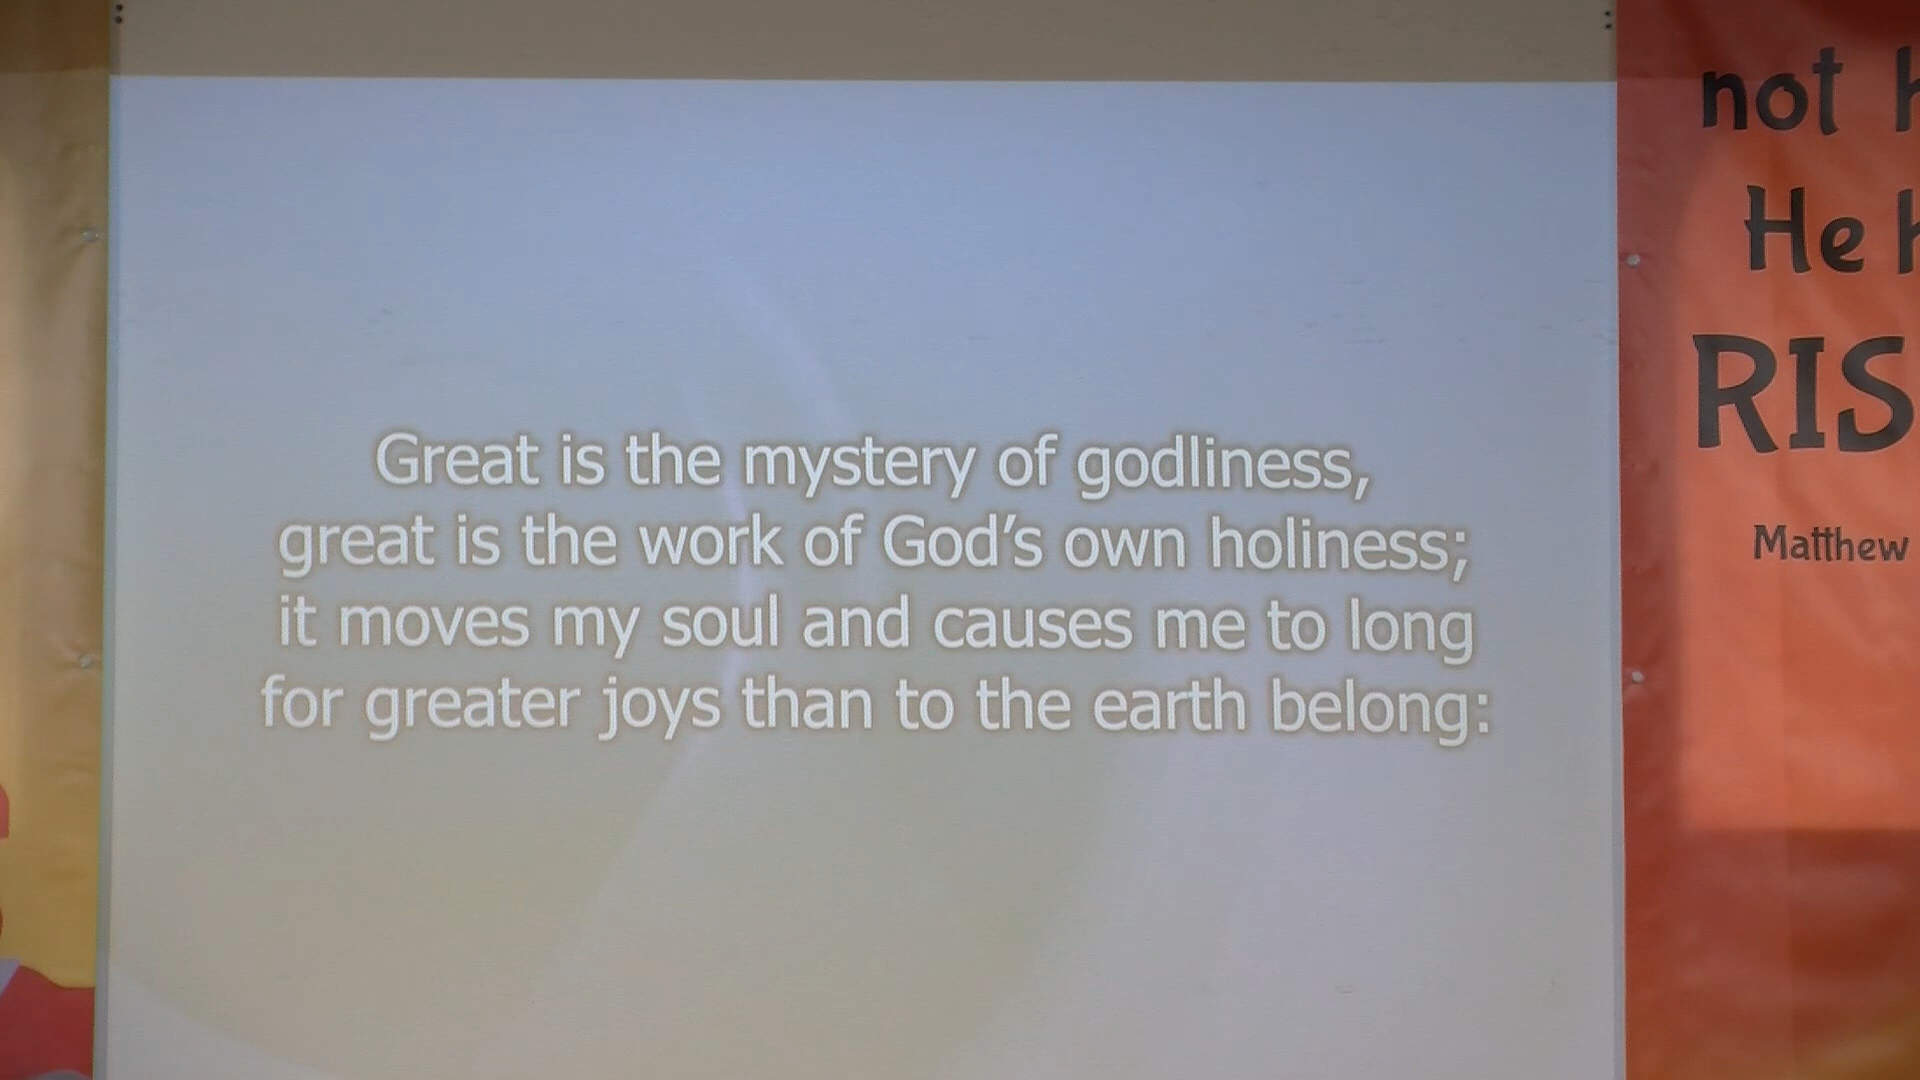 Great is the mystery of godliness,
great is the work of God’s own holiness;
it moves my soul and causes me to long
for greater joys than to the earth belong:
not
He
RIS
Matthew